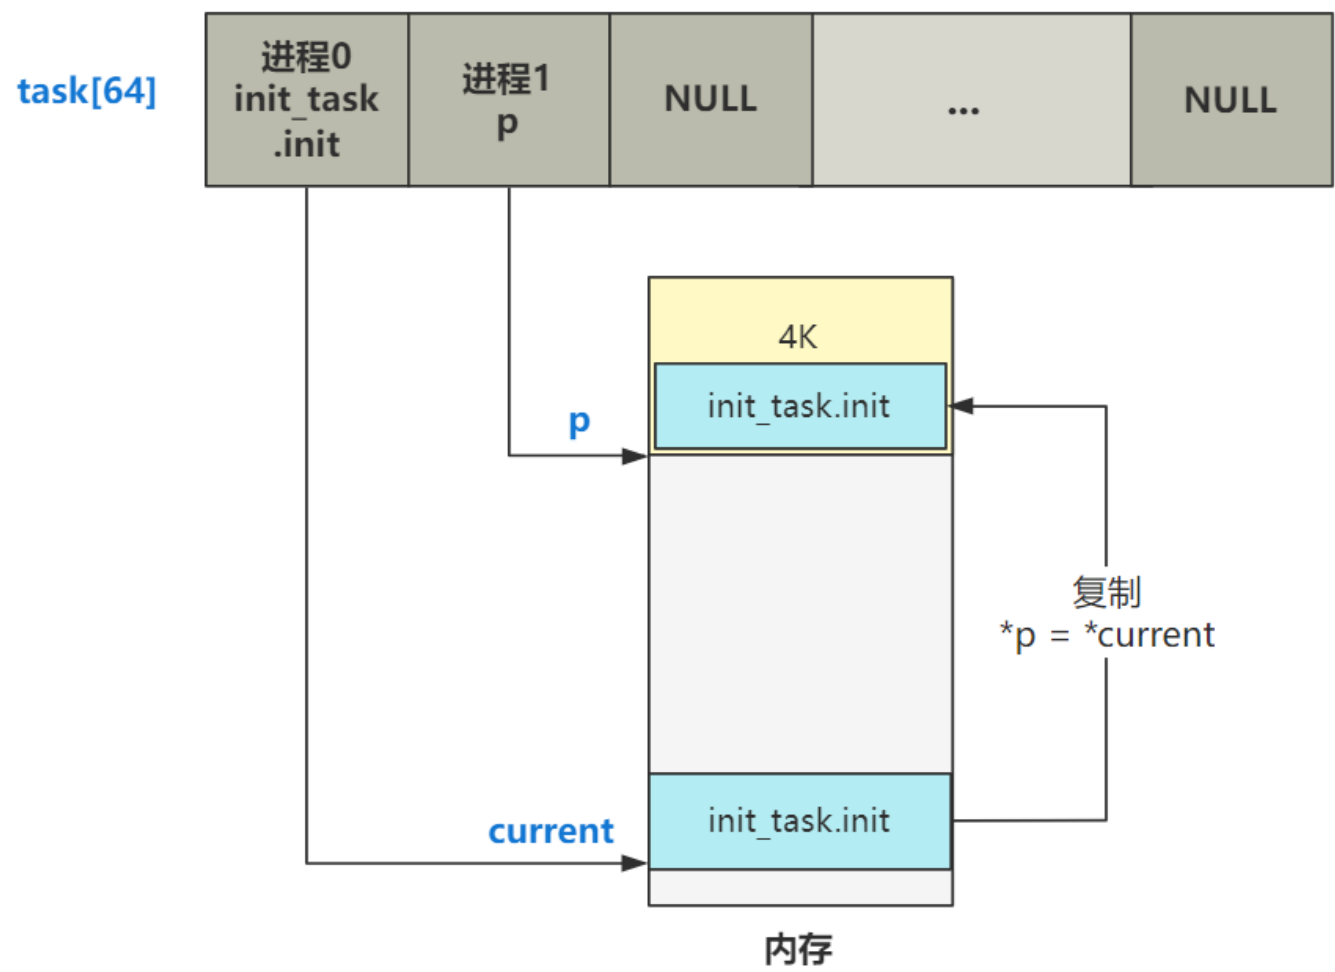 task[64]
进程0
init_task
.init
进程1
p
NULL
...
NULL
4K
init_task.init
p
复制
*p = *current
init_task.init
current
内存